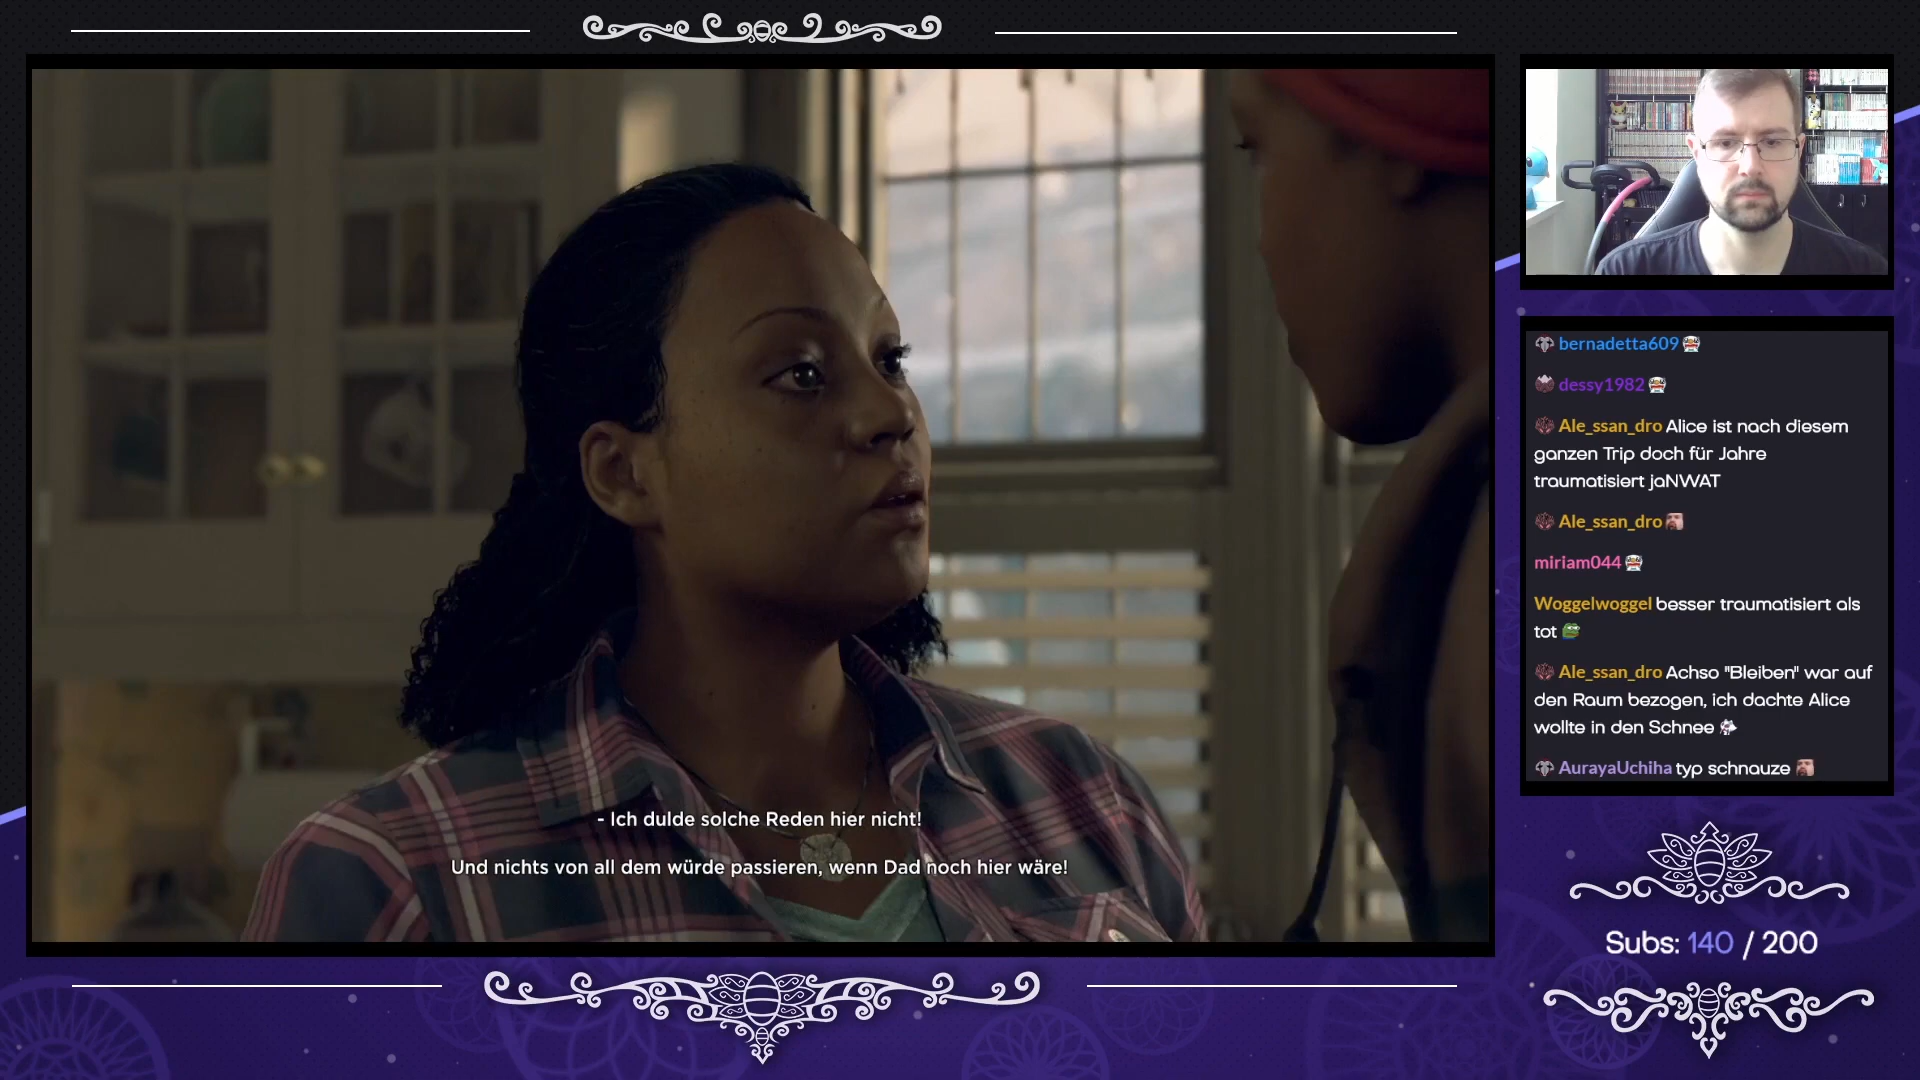 - Ich dulde solche Reden hier nicht!
Und nichts von all dem würde passieren, wenn Dad noch hier wäre!
bernadetta609
dessy1982
Ale_ssan_dro Alice ist nach diesem
ganzen Trip doch für Jahre
traumatisiert jaNWAT
Ale_ssan_dro
miriam044
Woggelwoggel besser traumatisiert als
tot
Ale_ssan_dro Achso "Bleiben" war auf
den Raum bezogen, ich dachte Alice
wollte in den Schnee
AurayaUchiha typ schnauze
Subs: 140 / 200